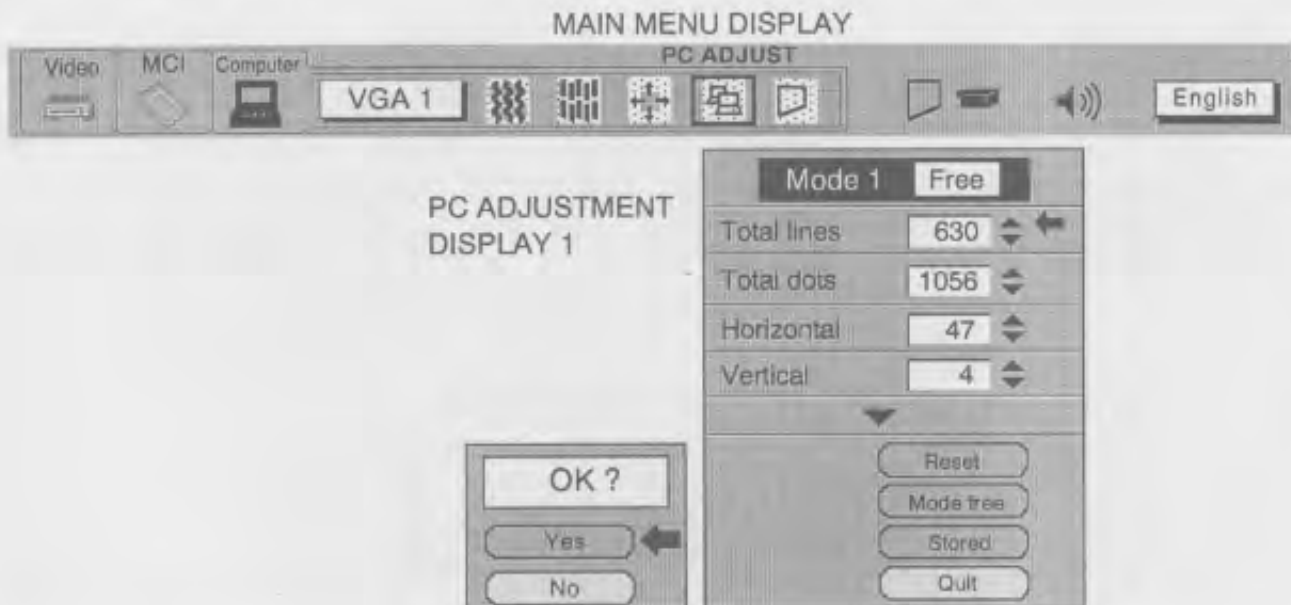 MAIN MENU DISPLAY
PC ADJUST
Video MCI Computer VGA 1 English
PC ADJUSTMENT
DISPLAY 1
Mode 1 Free
Total lines 630
Total dots 1056
Horizontal 47
Vertical 4
OK ?
Yes
No
Reset
Mode free
Stored
Quit